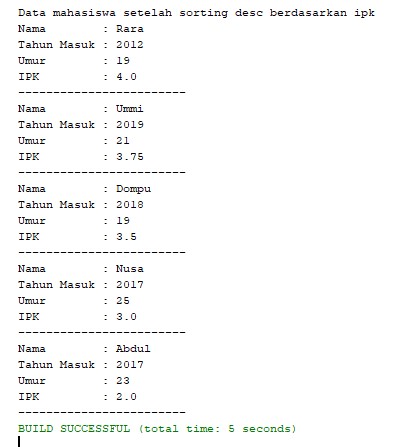 Data mahasiswa setelah sorting desc berdasarkan ipk
Nama        : Rara
Tahun Masuk : 2012
Umur        : 19
IPK         : 4.0
------------------------
Nama        : Ummi
Tahun Masuk : 2019
Umur        : 21
IPK         : 3.75
------------------------
Nama        : Dompu
Tahun Masuk : 2018
Umur        : 19
IPK         : 3.5
------------------------
Nama        : Nusa
Tahun Masuk : 2017
Umur        : 25
IPK         : 3.0
------------------------
Nama        : Abdul
Tahun Masuk : 2017
Umur        : 23
IPK         : 2.0
------------------------
BUILD SUCCESSFUL (total time: 5 seconds)